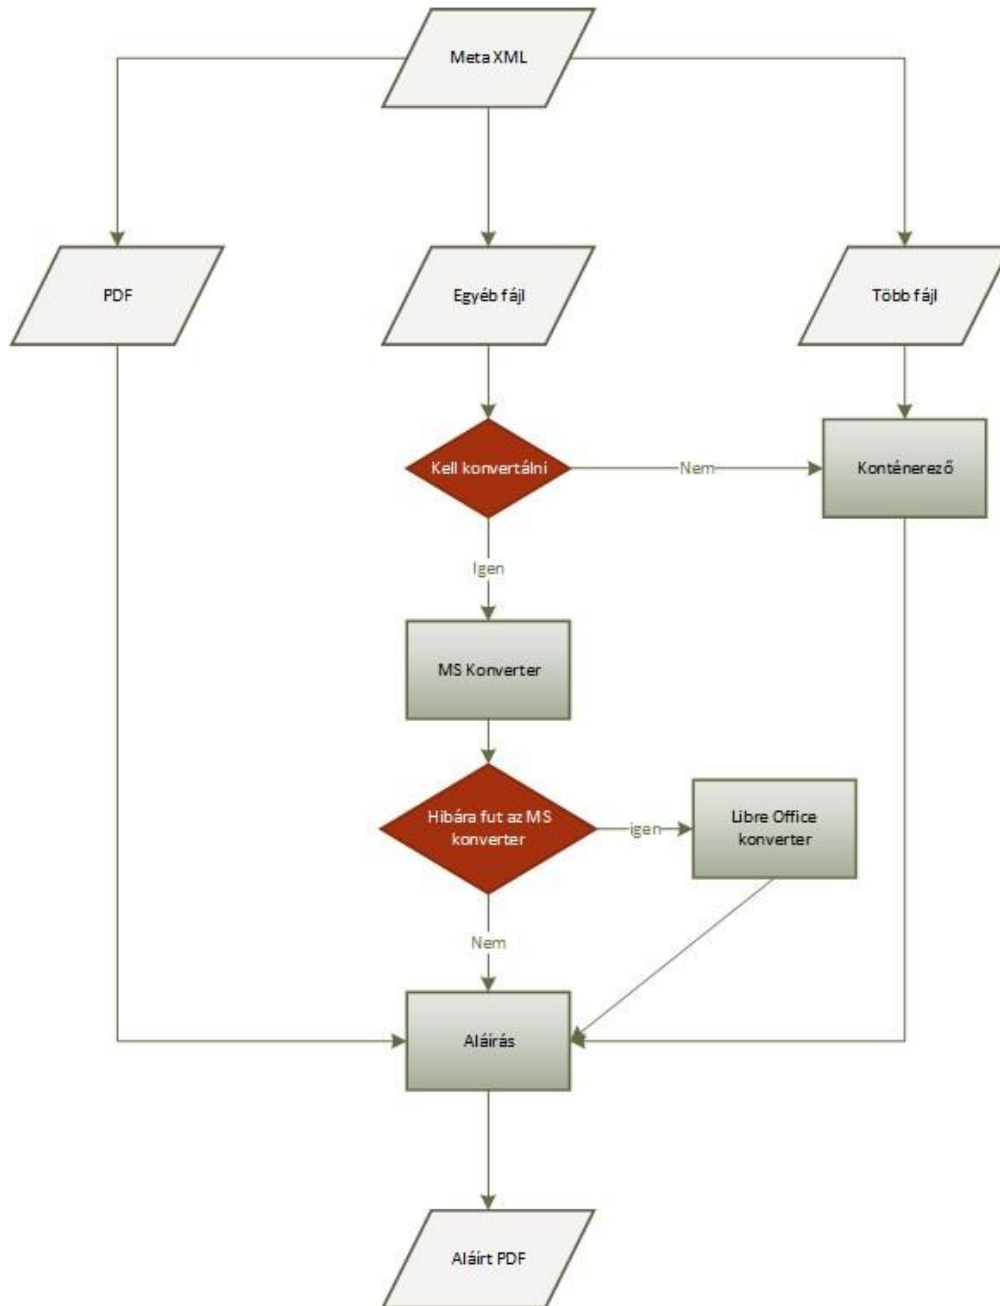 Meta XML
PDF
Egyéb fájl
Több fájl
Kell konvertálni
Nem
Konténerező
Igen
MS Konverter
Hibára fut az MS
konverter
igen
Libre Office
konverter
Nem
Aláírás
Aláírt PDF